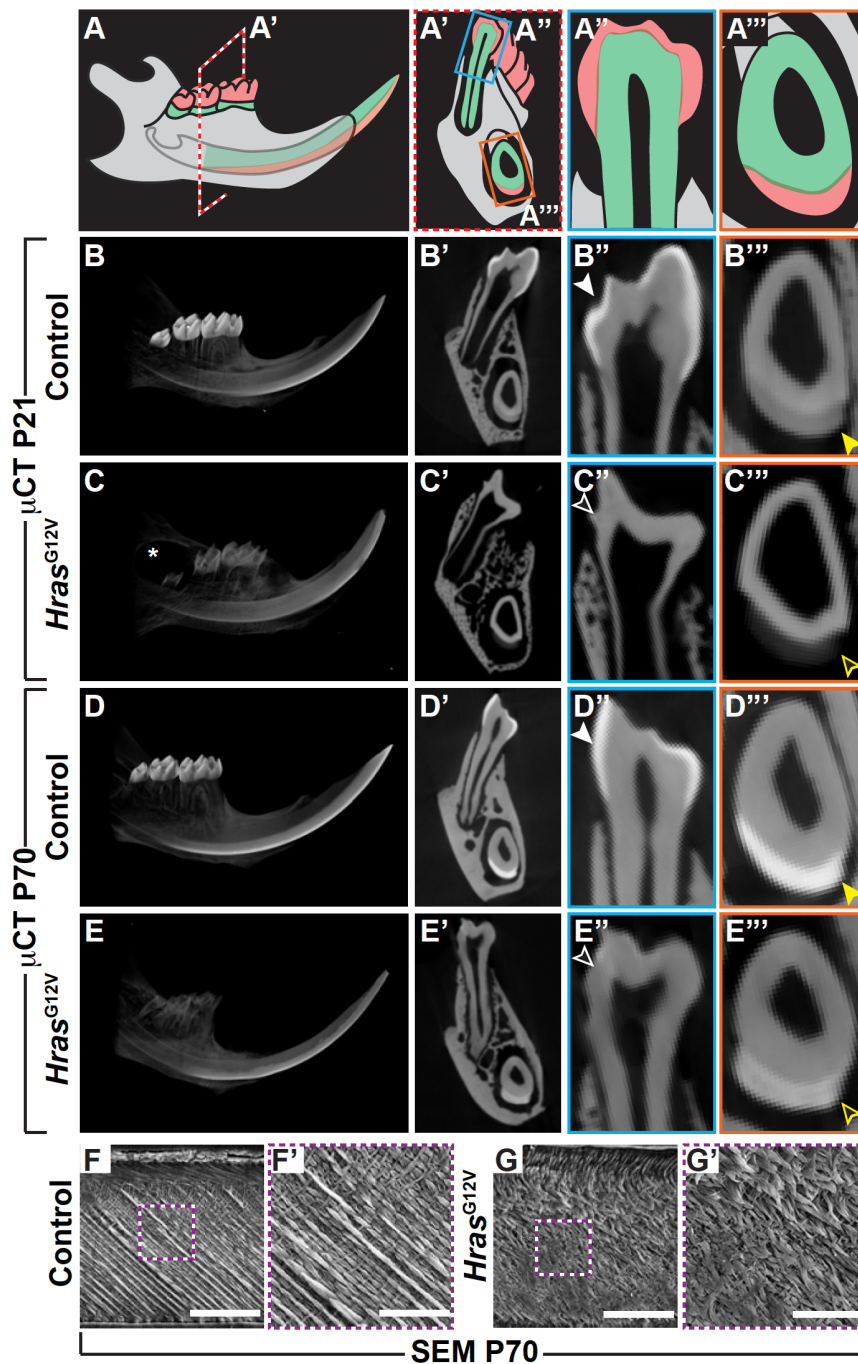 A
A'
A' A"
A'''
A"
A'''
μCT P21
Control
B
B'
B"
B'''
Hras^G12V
C
*
C'
C"
C'''
μCT P70
Control
D
D'
D"
D'''
Hras^G12V
E
E'
E"
E'''
Control
F
F'
Hras^G12V
G
G'
SEM P70